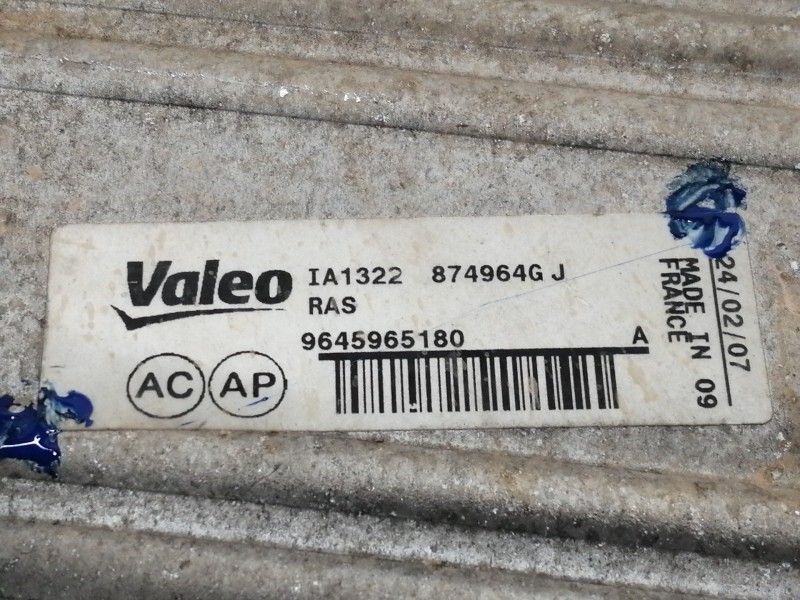 Valeo
IA1322 874964G J
RAS
9645965180 A
AC AP
24/02/07
MADE IN 09
FRANCE